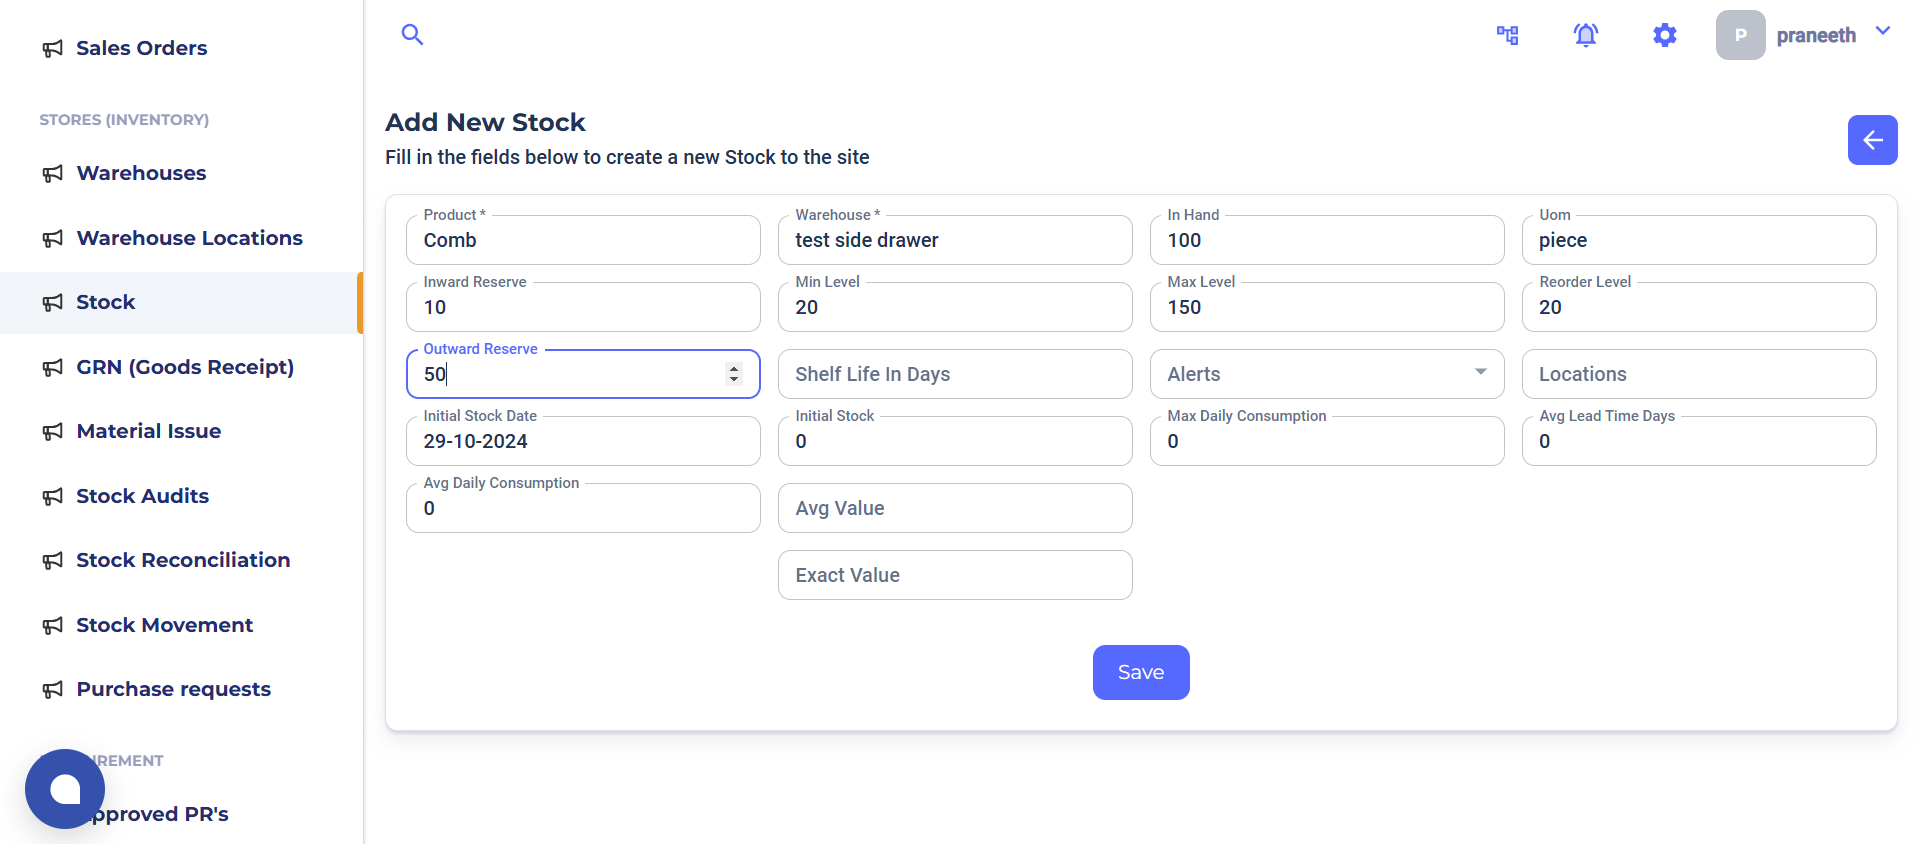 Sales Orders
STORES (INVENTORY)
Warehouses
Warehouse Locations
Stock
GRN (Goods Receipt)
Material Issue
Stock Audits
Stock Reconciliation
Stock Movement
Purchase requests
P praneeth
Add New Stock
Fill in the fields below to create a new Stock to the site
Product * Warehouse * In Hand Uom
Comb test side drawer 100 piece
Inward Reserve Min Level Max Level Reorder Level
10 20 150 20
Outward Reserve
50 Shelf Life In Days Alerts Locations
Initial Stock Date Initial Stock Max Daily Consumption Avg Lead Time Days
29-10-2024 0 0 0
Avg Daily Consumption
0 Avg Value
Exact Value
Save
PR's